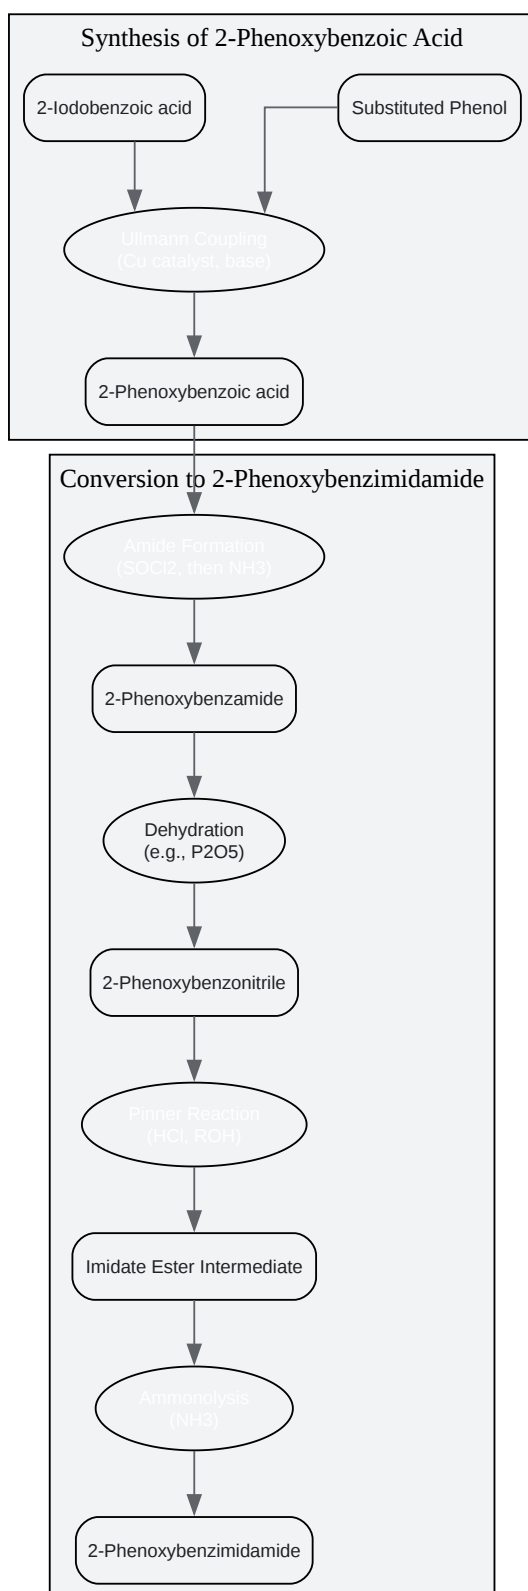 Synthesis of 2-Phenoxybenzoic Acid
2-Iodobenzoic acid
Substituted Phenol
Ullmann Coupling
(Cu catalyst, base)
2-Phenoxybenzoic acid
Conversion to 2-Phenoxybenzimidamide
Amide Formation
(SOCl2, then NH3)
2-Phenoxybenzamide
Dehydration
(e.g., P2O5)
2-Phenoxybenzonitrile
Pinner Reaction
(HCl, ROH)
Imidate Ester Intermediate
Ammonolysis
(NH3)
2-Phenoxybenzimidamide